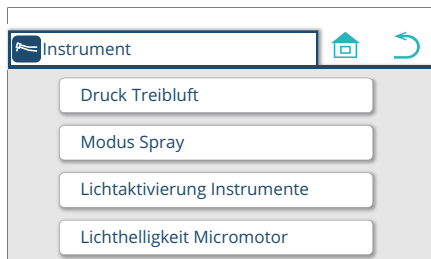 Instrument
Druck Treibluft
Modus Spray
Lichtaktivierung Instrumente
Lichthelligkeit Micromotor